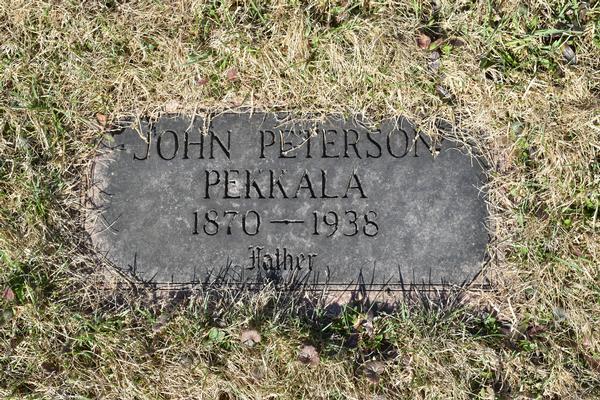 JOHN PETERSON
PEKKALA
1870—1938
Father